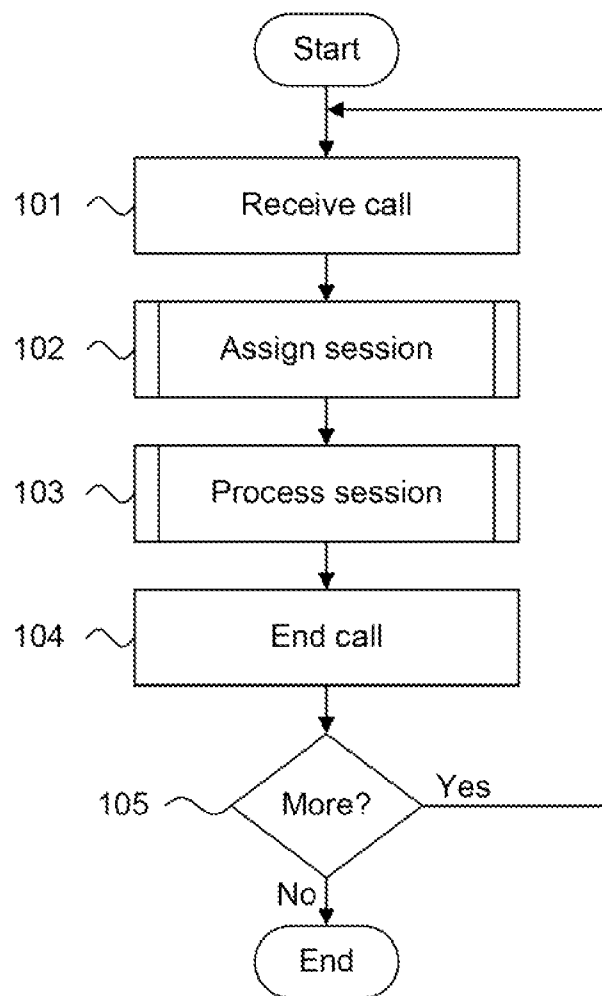 Start
101 Receive call
102 Assign session
103 Process session
104 End call
105 More? Yes
No
End